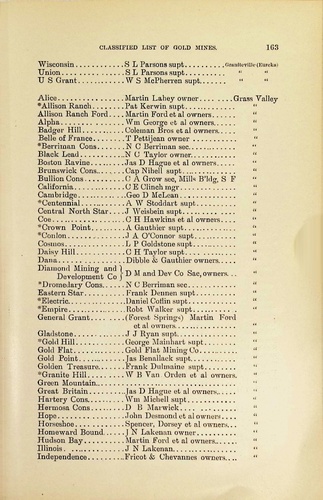 CLASSIFIED LIST OF GOLD MINES. 163
Wisconsin..........S L Parsons supt........Graniteville (Eureka)
Union..............S L Parsons supt........ " "
U S Grant..........W S McPherren supt...... " "
Alice..............Martin Lahey owner......Grass Valley
*Allison Ranch.....Pat Kerwin supt......... "
Allison Ranch Ford....Martin Ford et al owners...... "
Alpha..............Wm George et al owners...... "
Badger Hill........Coleman Bros et al owners.... "
Belle of France....T Pettijean owner....... "
*Berriman Cons.....N C Berriman sec........ "
Black Lead.........N C Taylor owner........ "
Boston Ravine......Jas D Hague et al owners..... "
Brunswick Cons.....Cap Nihell supt......... "
Bullion Cons.......C A Grow sec, Mills B'ldg, S F "
California.........C E Clinch mgr.......... "
Cambridge..........Geo D McLean............ "
*Centennial........A W Stoddart supt....... "
Central North Star....J Weisbein supt...... "
Coe................C H Hawkins et al owners..... "
*Crown Point.......A Gauthier supt......... "
*Conlon............J A O'Connor supt....... "
Cosmos.............L P Goldstone supt...... "
Daisy Hill.........C H Taylor supt......... "
Dana...............Dibble & Gauthier owners..... "
Diamond Mining and
Development Co } D M and Dev Co Sac, owners... "
*Dromedary Cons....N C Berriman sec........ "
Eastern Star.......Frank Dennen supt....... "
*Electric..........Daniel Coffin supt...... "
*Empire............Robt Walker supt........ "
General Grant......(Forest Springs) Martin Ford
et al owners............ "
Gladstone..........J J Ryan supt........... "
*Gold Hill.........George Mainhart supt.... "
Gold Flat..........Gold Flat Mining Co..... "
Gold Point.........Jas Benallack supt...... "
Golden Treasure....Frank Dulmaine supt..... "
*Granite Hill......W B Van Orden et al owners. "
Green Mountain.......... "
Great Britain......Jas D Hague et al owners..... "
Hartery Cons.......Wm Michell supt......... "
Hermosa Cons.......D B Marwick............. "
Hope...............John Desmond et al owners.... "
Horseshoe..........Spencer, Dorsey et al owners... "
Homeward Bound.....J N Lakenan owner....... "
Hudson Bay.........Martin Ford et al owners..... "
Illinois...........J N Lakenan............. "
Independence.......Fricot & Chevannes owners.... "